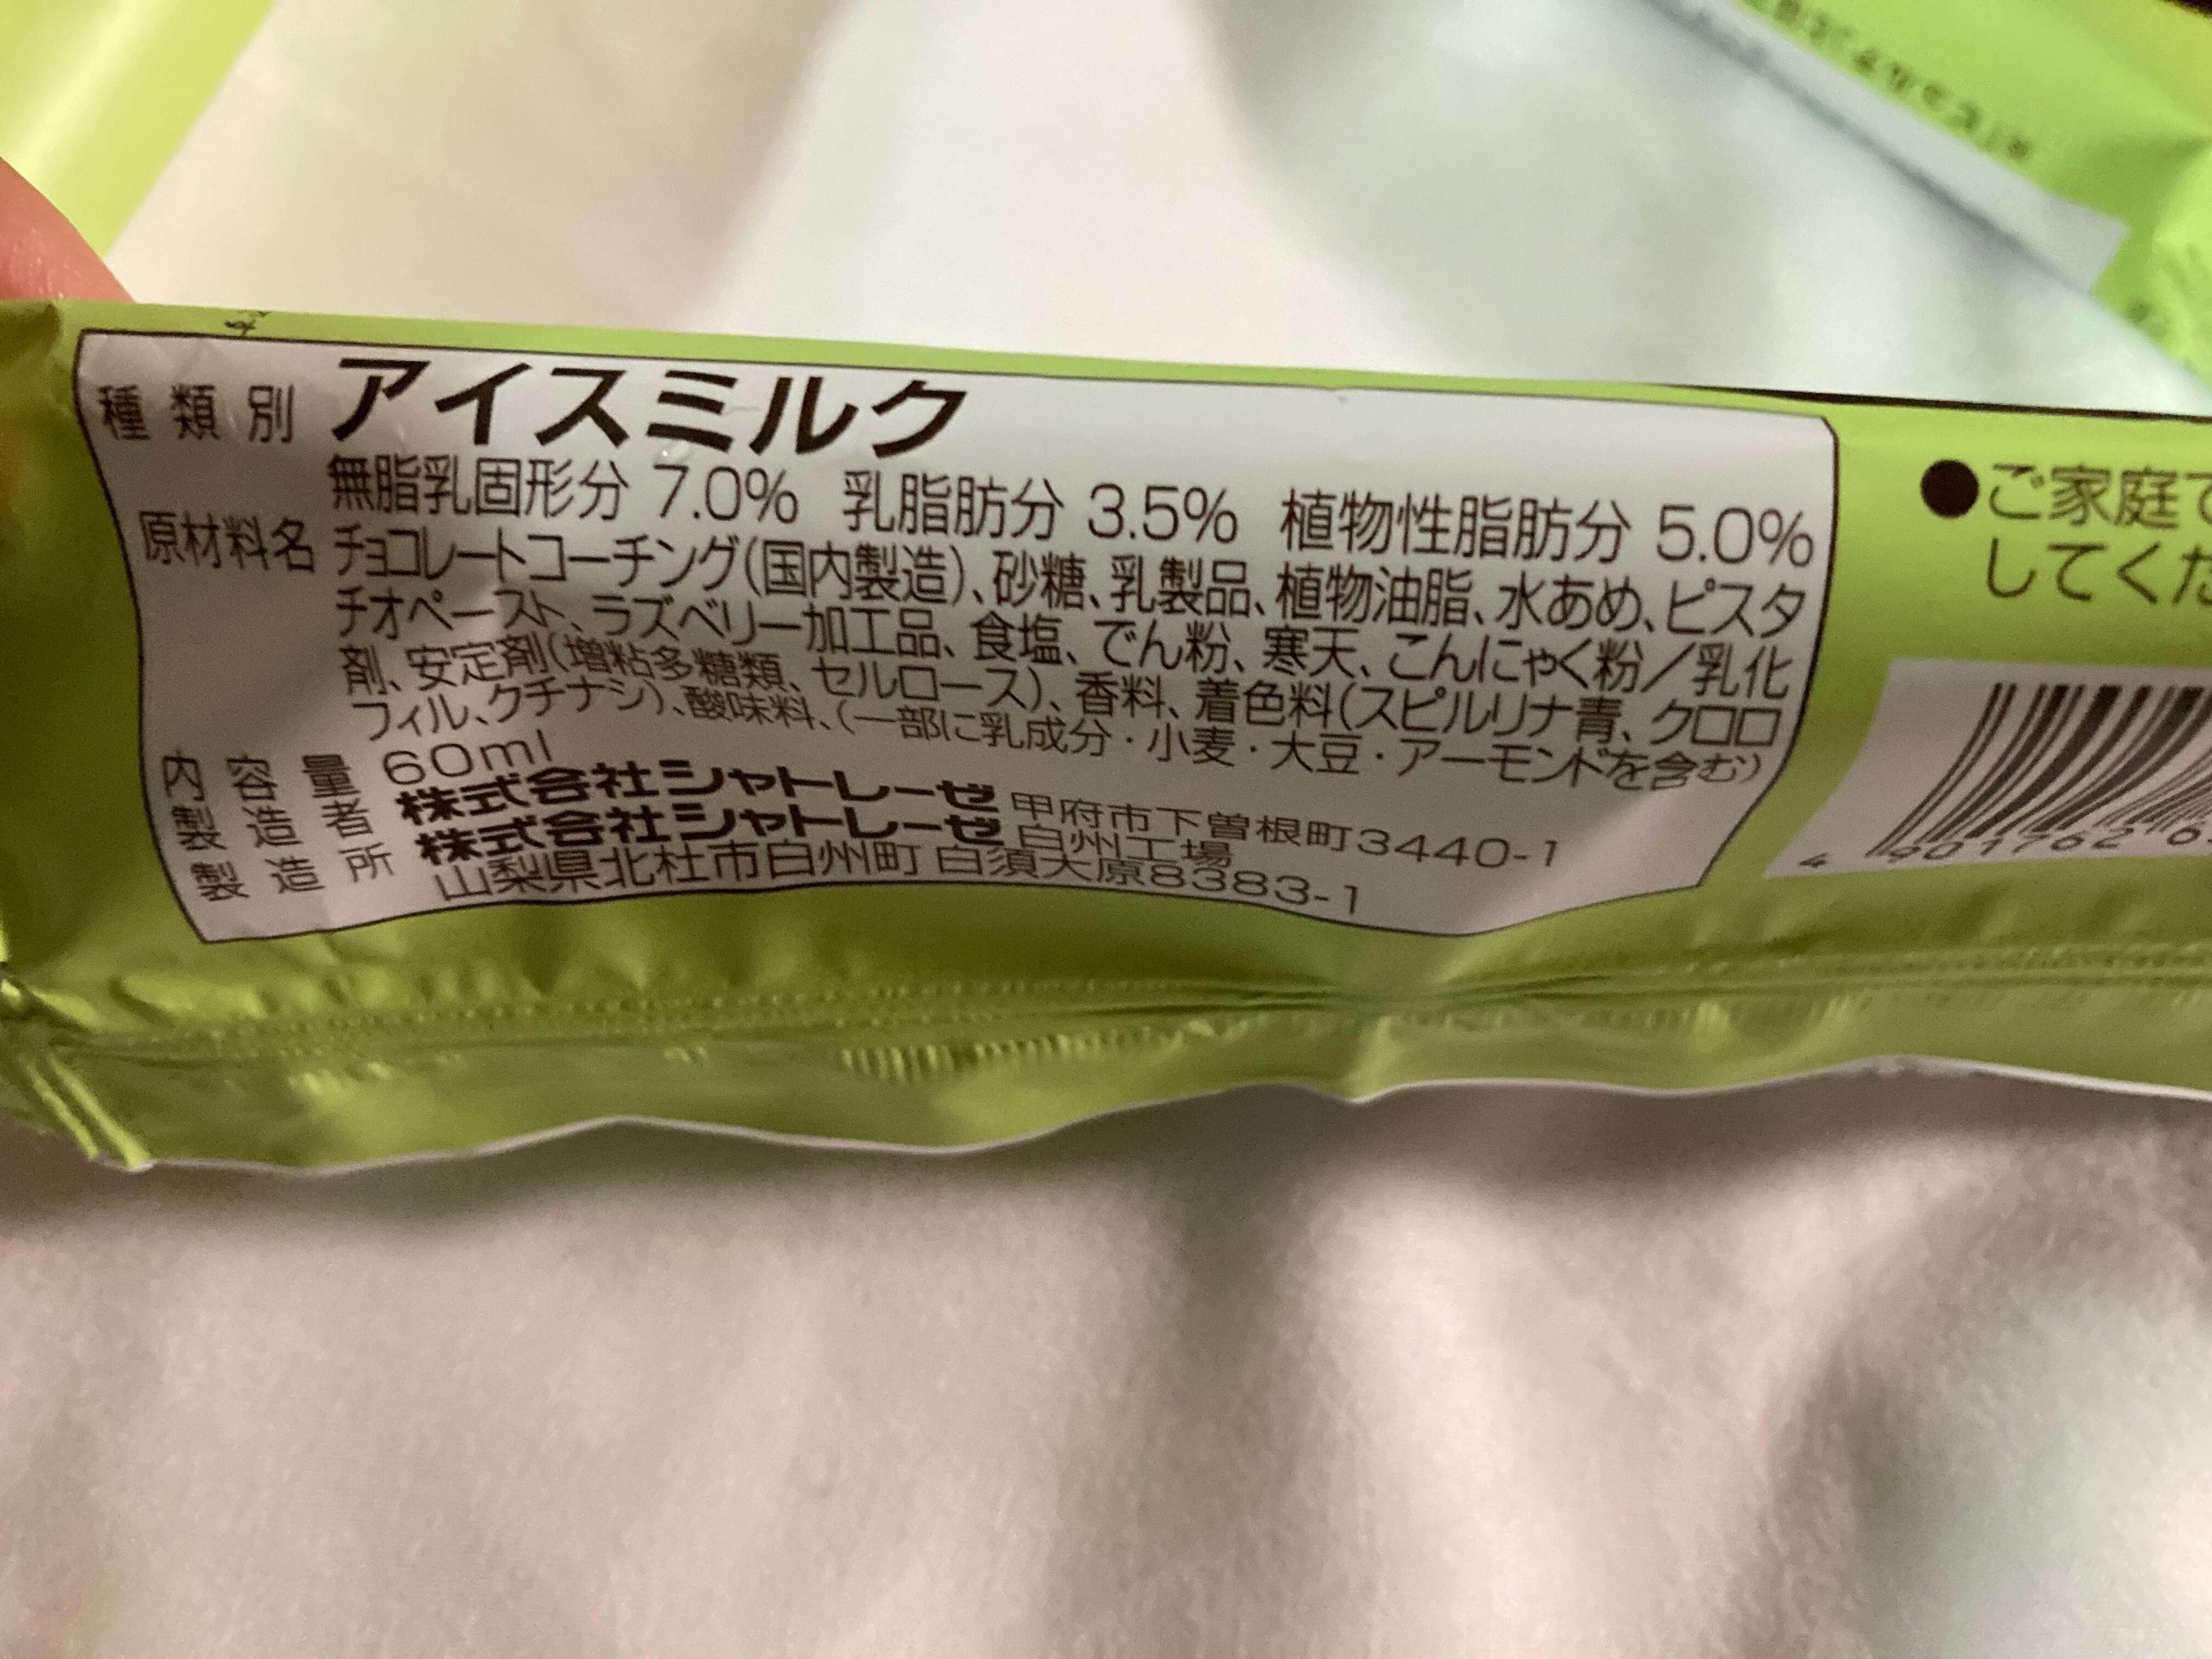 種類別 アイスミルク
無脂乳固形分 7.0% 乳脂肪分 3.5% 植物性脂肪分 5.0%
原材料名 チョコレートコーチング(国内製造)、砂糖、乳製品、植物油脂、水あめ、ピスタ
チオペースト、ラズベリー加工品、食塩、でん粉、寒天、こんにゃく粉/乳化
剤、安定剤(増粘多糖類、セルロース)、香料、着色料(スピルリナ青、クロロ
フィル、クチナシ)、酸味料、(一部に乳成分・小麦・大豆・アーモンドを含む)
内容量 60ml
製造者 株式会社シャトレーゼ 甲府市下曽根町3440-1
製造所 株式会社シャトレーゼ 白州工場
山梨県北杜市白州町 白須大原8383-1
●ご家庭で
してくだ
4 901762 6